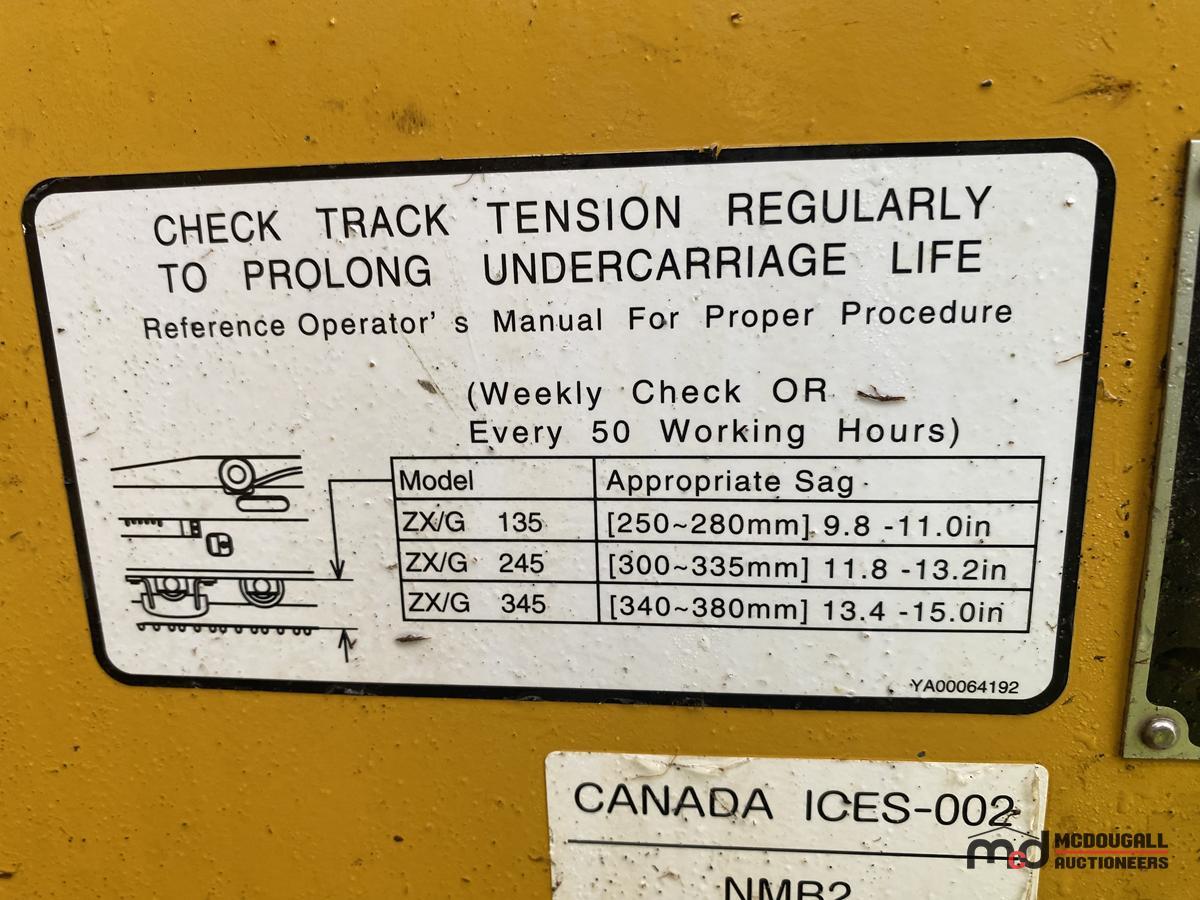 CHECK TRACK TENSION REGULARLY
TO PROLONG UNDERCARRIAGE LIFE
Reference Operator's Manual For Proper Procedure
(Weekly Check OR
Every 50 Working Hours)
Model Appropriate Sag
ZX/G 135 [250~280mm] 9.8 -11.0in
ZX/G 245 [300~335mm] 11.8 -13.2in
ZX/G 345 [340~380mm] 13.4 -15.0in
YA00064192
CANADA ICES-002
NMB2
mcd MCDOUGALL
AUCTIONEERS